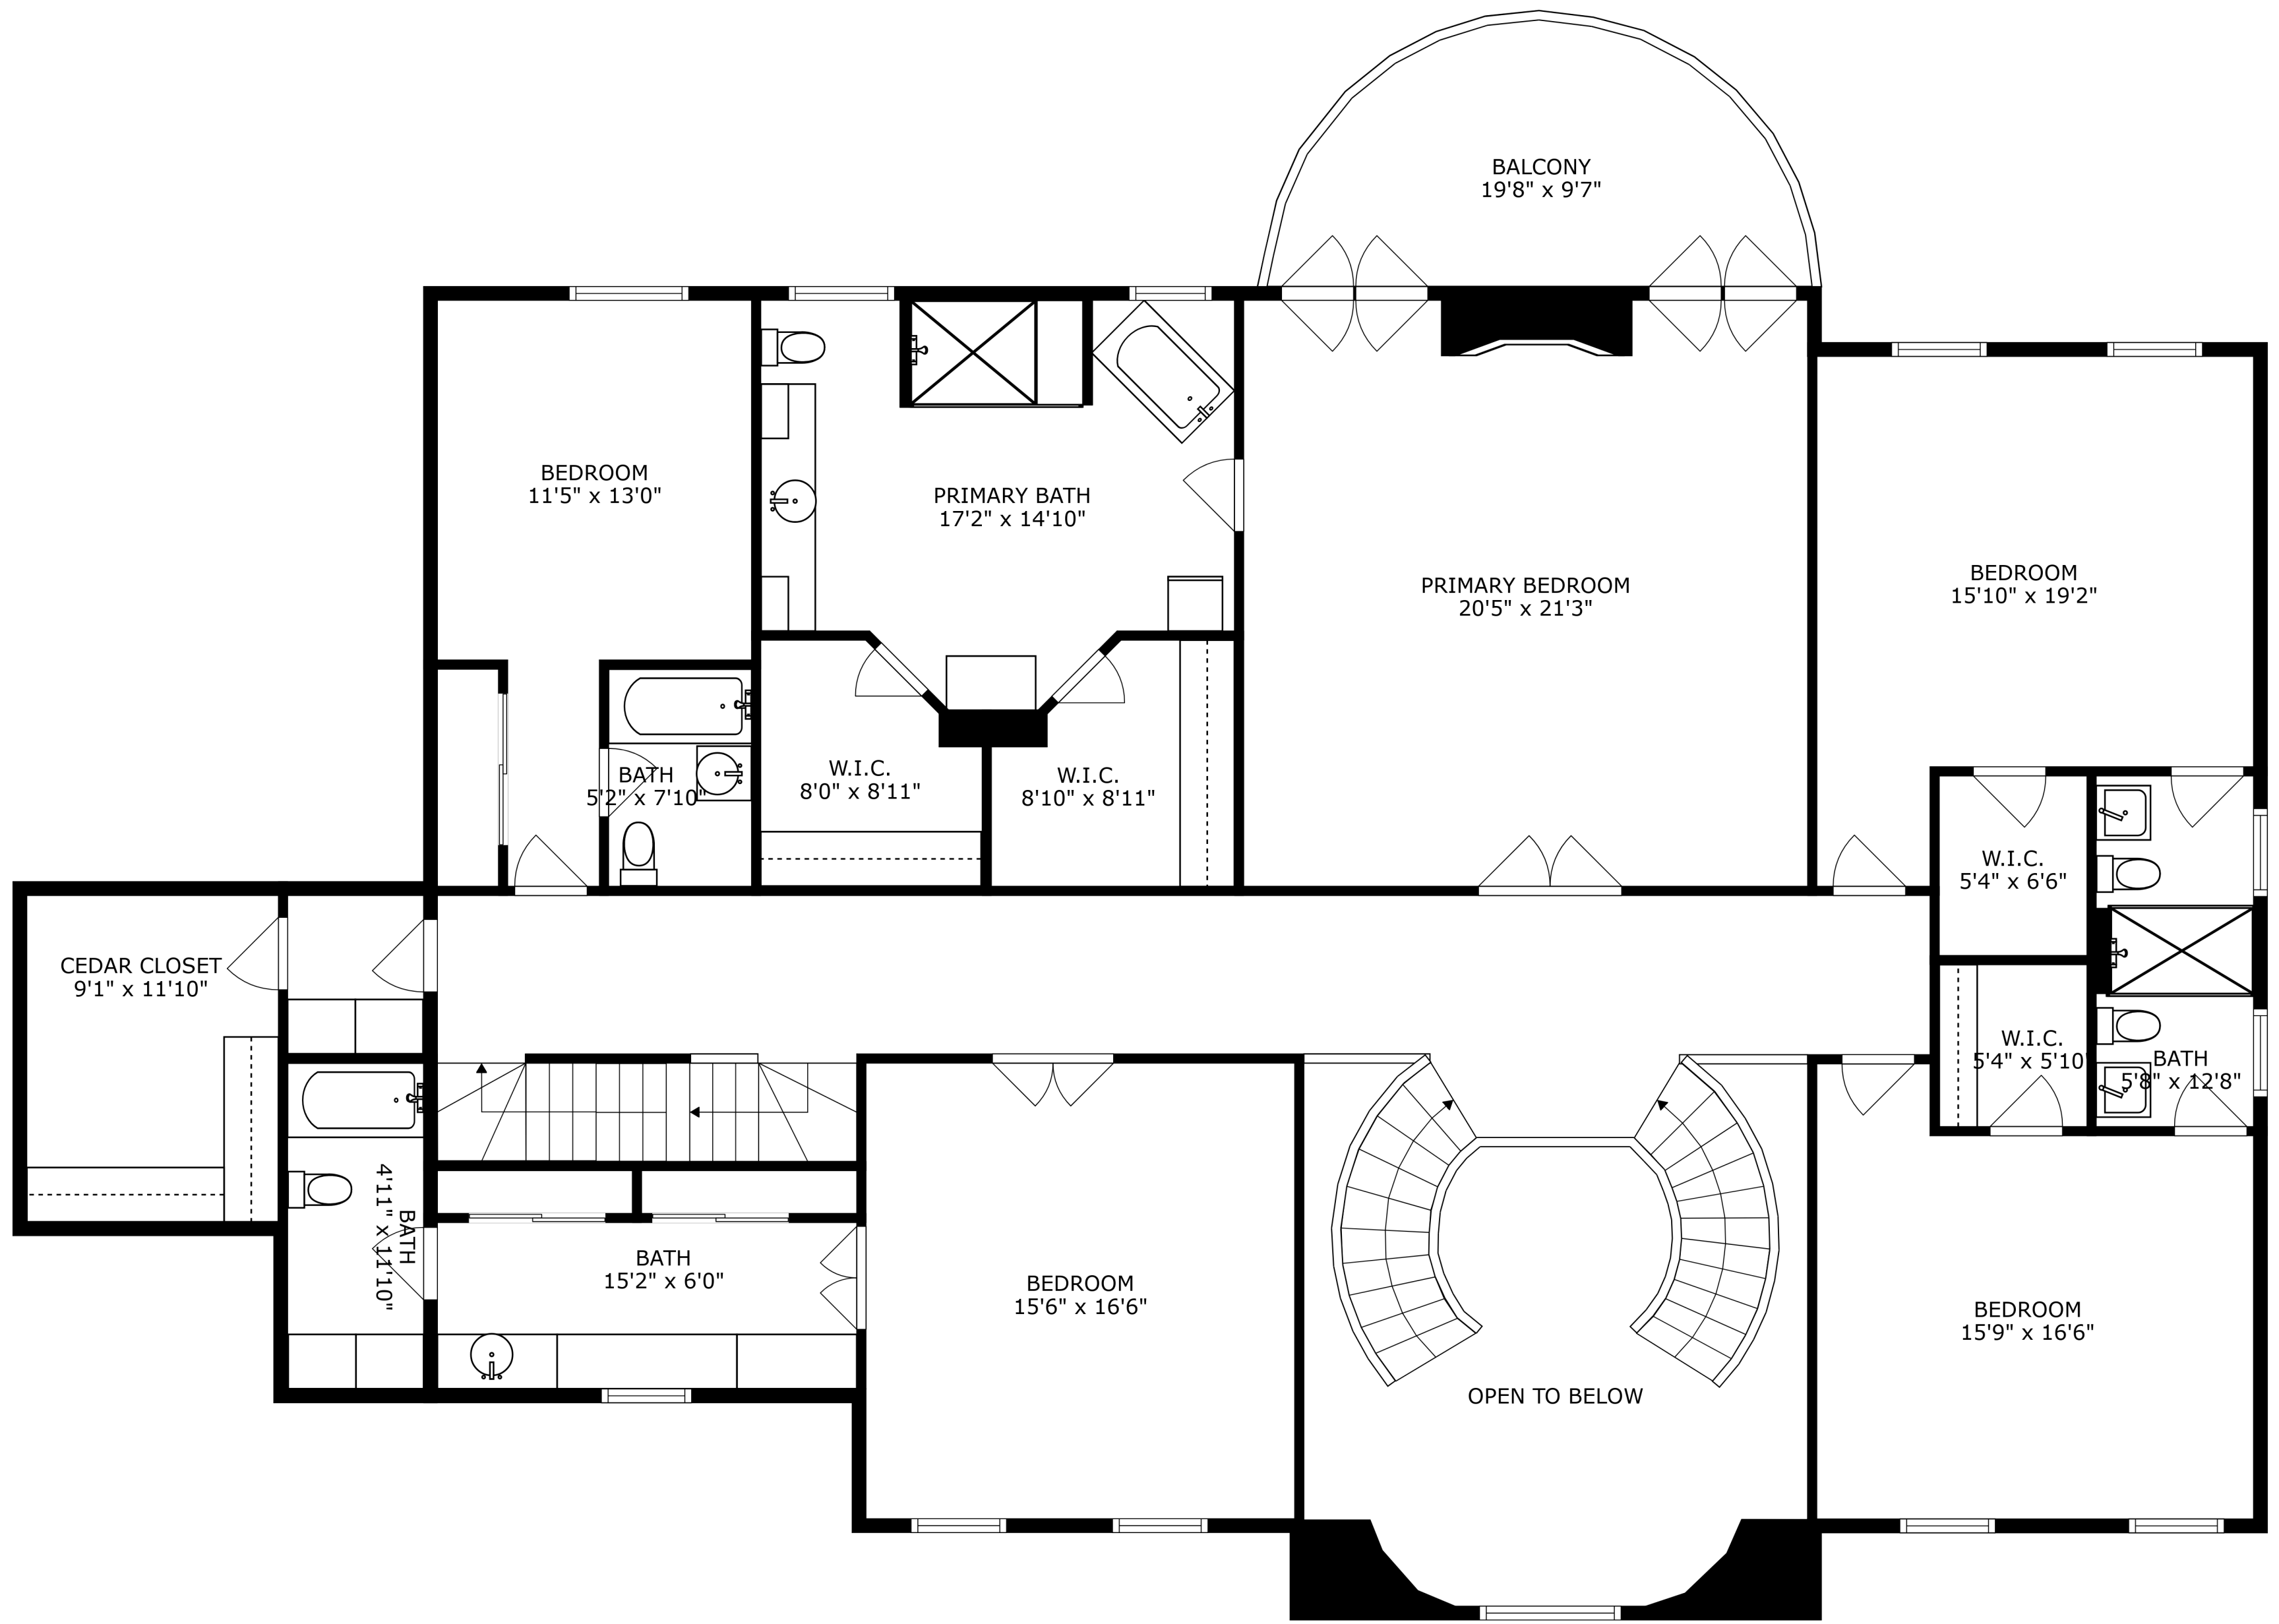 BALCONY
19'8" x 9'7"
BEDROOM
11'5" x 13'0"
PRIMARY BATH
17'2" x 14'10"
PRIMARY BEDROOM
20'5" x 21'3"
BEDROOM
15'10" x 19'2"
BATH
5'2" x 7'10"
W.I.C.
8'0" x 8'11"
W.I.C.
8'10" x 8'11"
W.I.C.
5'4" x 6'6"
CEDAR CLOSET
9'1" x 11'10"
W.I.C.
5'4" x 5'10"
BATH
5'8" x 12'8"
BATH
4'11" x 11'10"
BATH
15'2" x 6'0"
BEDROOM
15'6" x 16'6"
BEDROOM
15'9" x 16'6"
OPEN TO BELOW